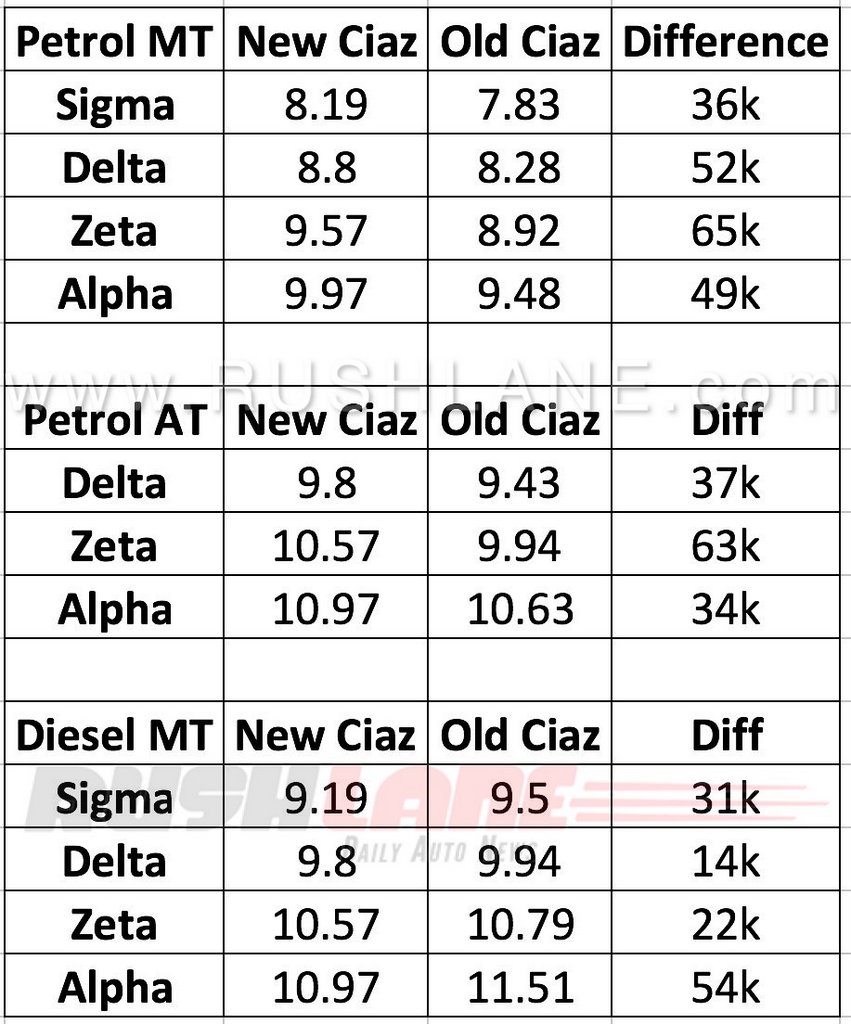 Petrol MT New Ciaz Old Ciaz Difference
Sigma 8.19 7.83 36k
Delta 8.8 8.28 52k
Zeta 9.57 8.92 65k
Alpha 9.97 9.48 49k
www.RUSHLANE.com
Petrol AT New Ciaz Old Ciaz Diff
Delta 9.8 9.43 37k
Zeta 10.57 9.94 63k
Alpha 10.97 10.63 34k
Diesel MT New Ciaz Old Ciaz Diff
RUSHLANE
Sigma 9.19 9.5 31k
DAILY AUTO NEWS
Delta 9.8 9.94 14k
Zeta 10.57 10.79 22k
Alpha 10.97 11.51 54k